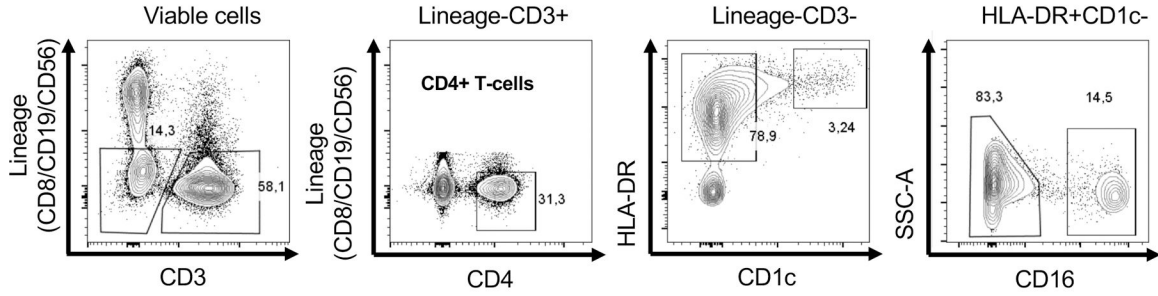 Viable cells
Lineage
(CD8/CD19/CD56)
14,3
58,1
CD3
Lineage-CD3+
Lineage
(CD8/CD19/CD56)
CD4+ T-cells
31,3
CD4
Lineage-CD3-
HLA-DR
78,9
3,24
CD1c
HLA-DR+CD1c-
SSC-A
83,3
14,5
CD16